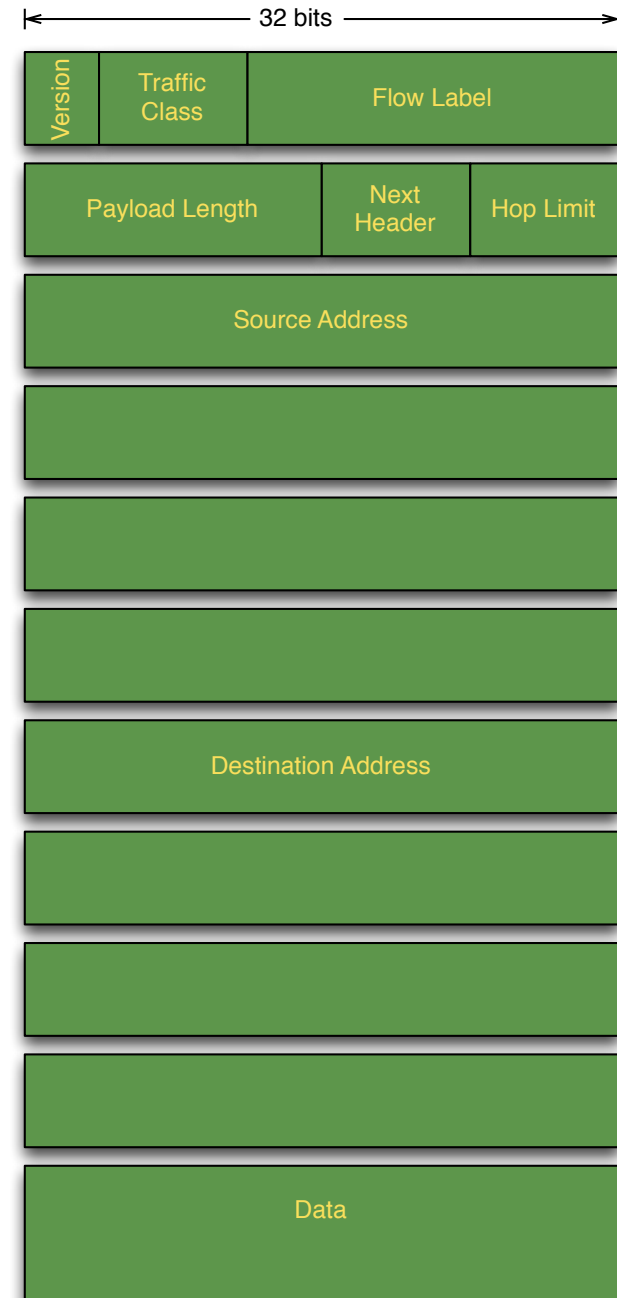 32 bits
Version
Traffic
Class
Flow Label
Payload Length
Next
Header
Hop Limit
Source Address
Destination Address
Data